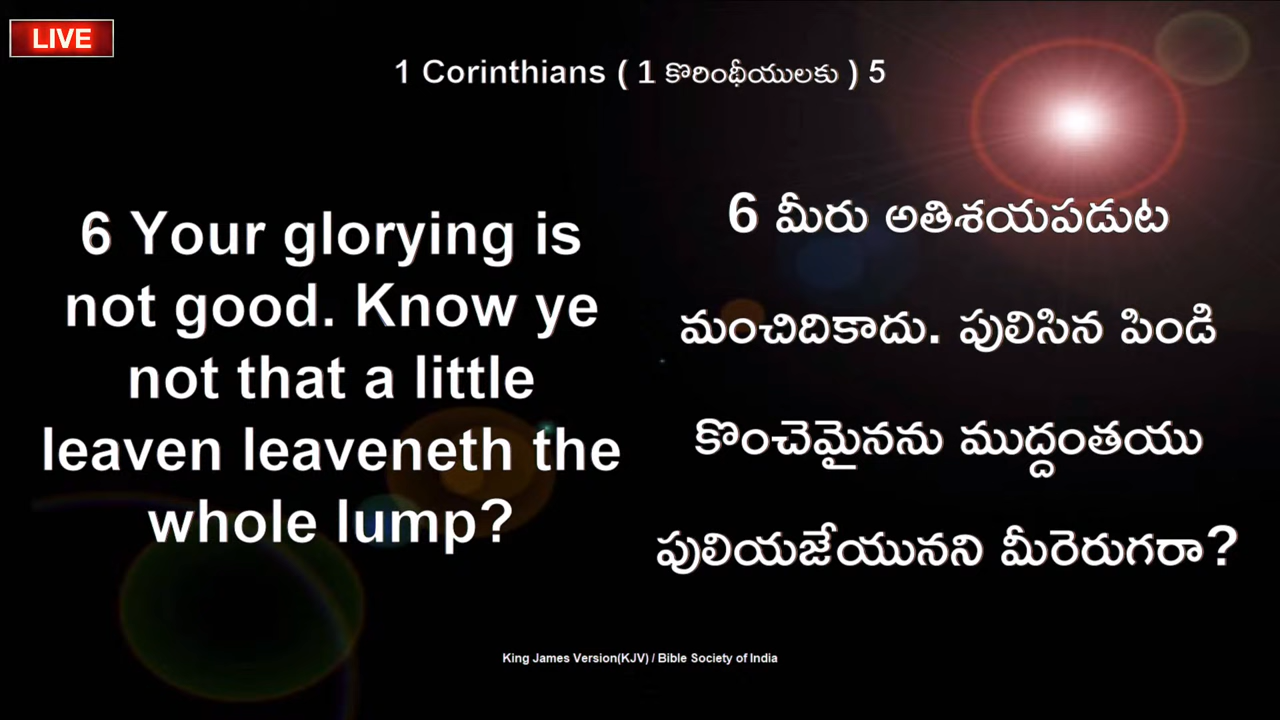 LIVE
1 Corinthians ( 1 కొరింథీయులకు ) 5
6 Your glorying is
not good. Know ye
not that a little
leaven leaveneth the
whole lump?
6 మీరు అతిశయపడుట
మంచిదికాదు. పులిసిన పిండి
కొంచెమైనను ముద్దంతయు
పులియజేయునని మీరెరుగరా?
King James Version(KJV) / Bible Society of India